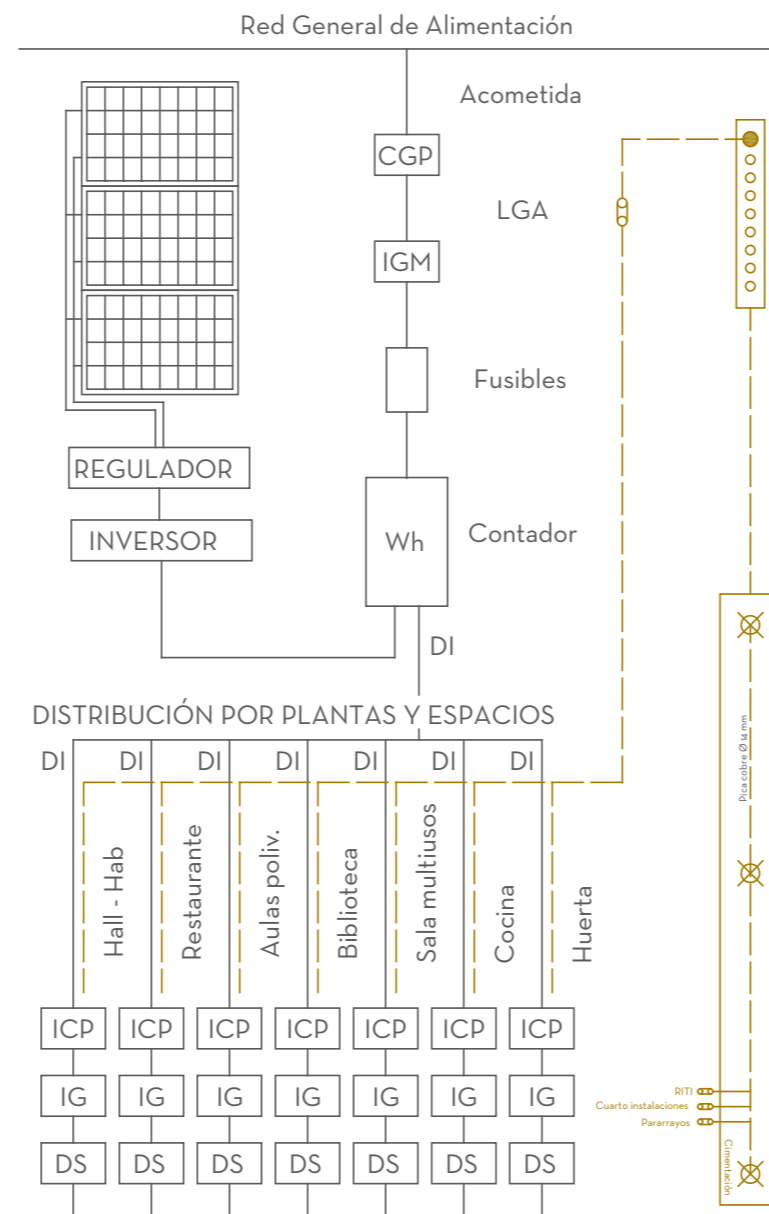 Red General de Alimentación
Acometida
CGP
LGA
IGM
Fusibles
REGULADOR
INVERSOR
Wh
Contador
DI
DISTRIBUCIÓN POR PLANTAS Y ESPACIOS
DI DI DI DI DI DI DI
Hall - Hab
Restaurante
Aulas poliv.
Biblioteca
Sala multiusos
Cocina
Huerta
ICP ICP ICP ICP ICP ICP ICP
IG IG IG IG IG IG IG
DS DS DS DS DS DS DS
Pica cobre Ø 14 mm
RITI
Cuarto instalaciones
Pararrayos
Cimentación